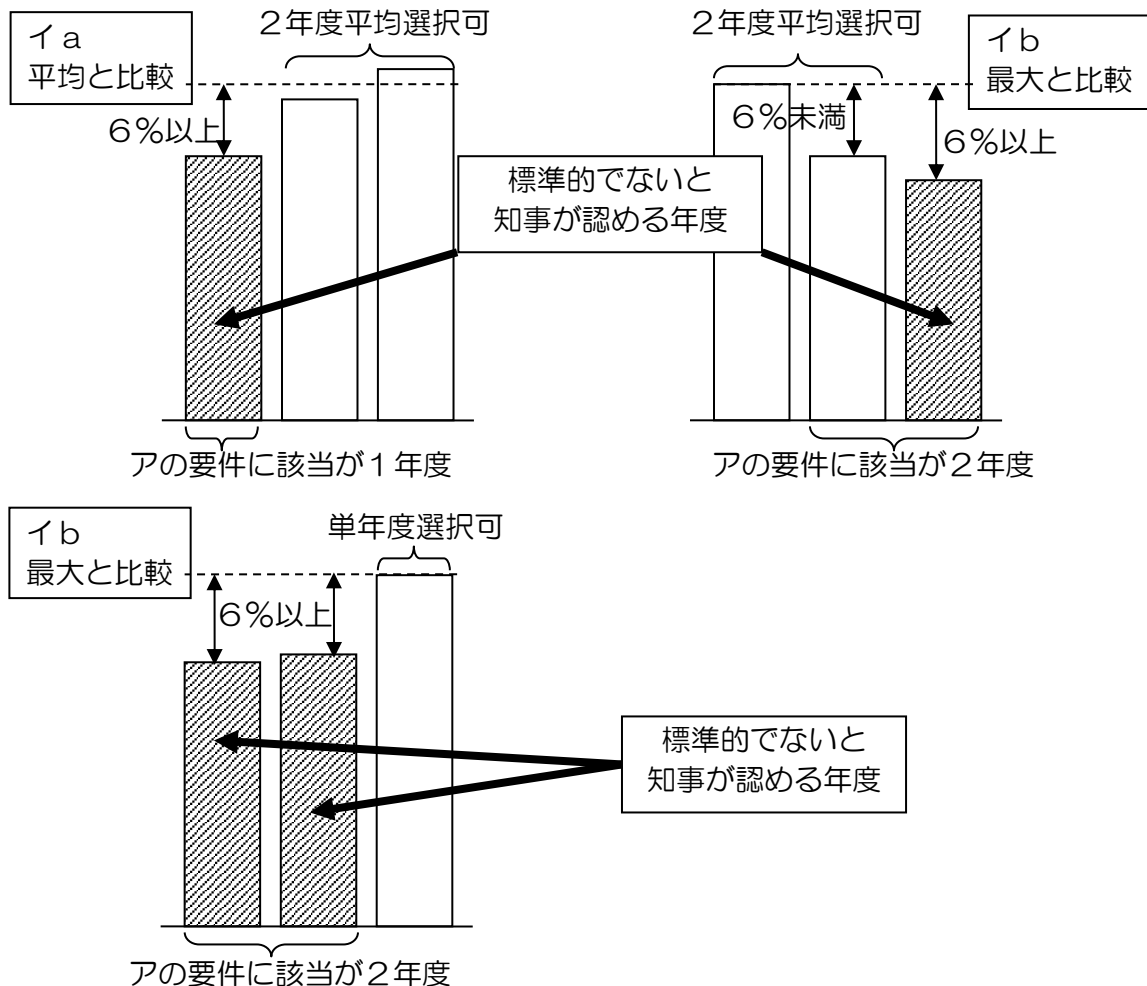 イａ
平均と比較
２年度平均選択可
６％以上
アの要件に該当が１年度
標準的でないと
知事が認める年度
２年度平均選択可
イｂ
最大と比較
６％未満
６％以上
アの要件に該当が２年度
イｂ
最大と比較
単年度選択可
６％以上
標準的でないと
知事が認める年度
アの要件に該当が２年度